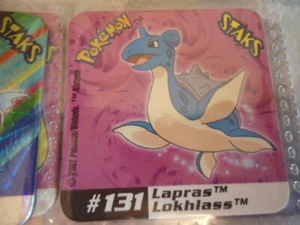 STAKS
POKéMON
STAKS
#131 Lapras™
Lokhlass™